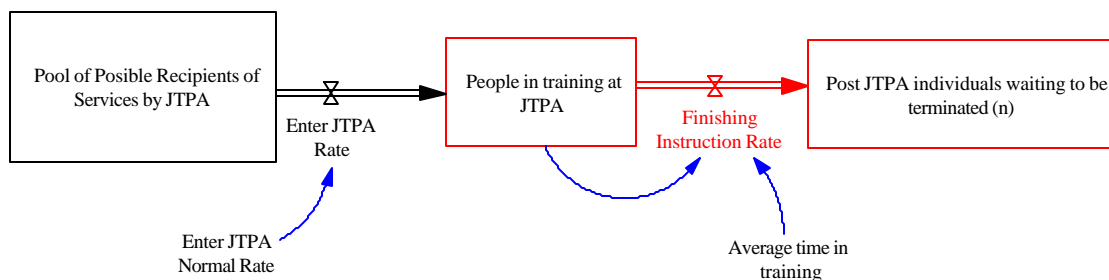 Pool of Posible Recipients of
Services by JTPA
Enter JTPA
Rate
Enter JTPA
Normal Rate
People in training at
JTPA
Finishing
Instruction Rate
Average time in
training
Post JTPA individuals waiting to be
terminated (n)